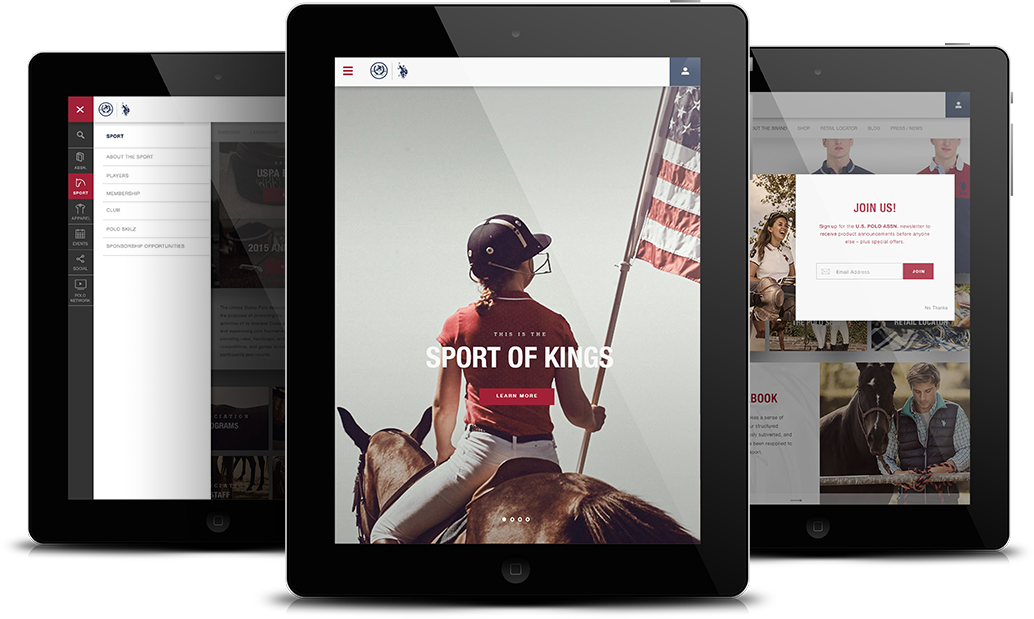 SPORT
ABOUT THE SPORT
PLAYERS
MEMBERSHIP
CLUB
POLO SKILZ
SPONSORSHIP OPPORTUNITIES
ASSN.
SPORT
APPAREL
EVENTS
SOCIAL
POLO
NETWORK
USPA
2015
STAFF
THIS IS THE
SPORT OF KINGS
LEARN MORE
OUT THE BRAND SHOP RETAIL LOCATOR BLOG PRESS / NEWS
JOIN US!
Sign up for the U.S. POLO ASSN. newsletter to
receive product announcements before anyone
else – plus special offers.
Email Address
JOIN
No Thanks
RETAIL LOCATOR
BOOK